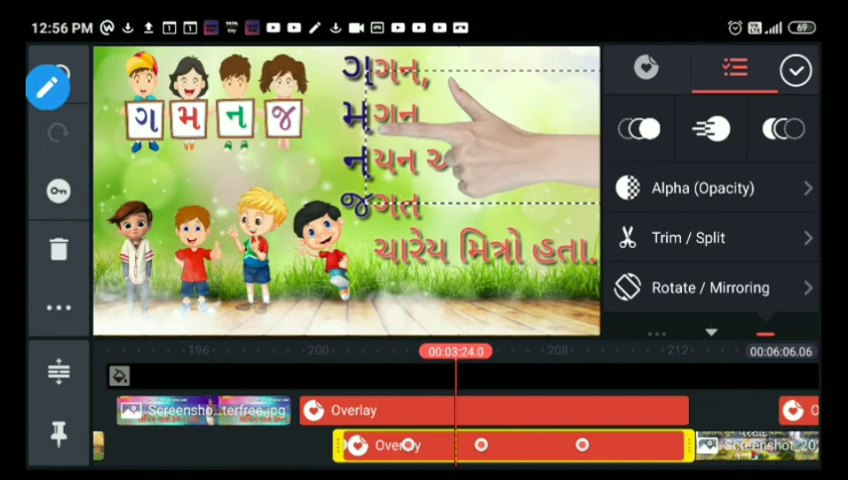 12:56 PM
69
ગ મ ન જ
ગગન,
મગન
નયન
જગત
ચારેય મિત્રો હતા.
Alpha (Opacity)
Trim / Split
Rotate / Mirroring
196
200
00:03:24.0
208
212
00:06:06.06
Screensho...terfree.jpg
Overlay
Overlay
Screenshot_20